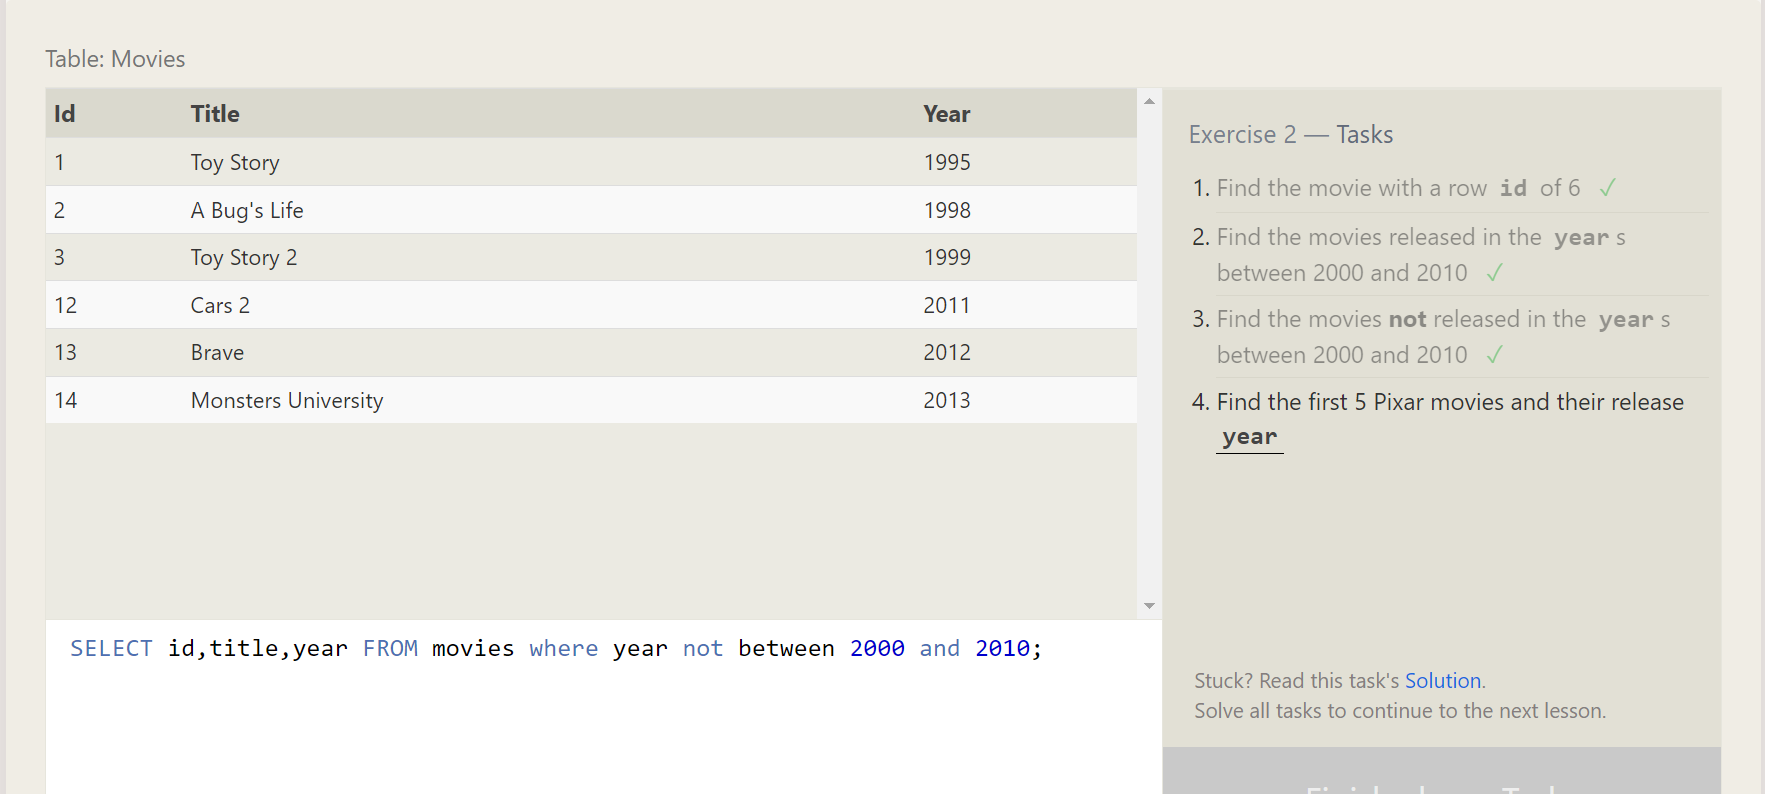 Table: Movies
Id Title Year
1 Toy Story 1995
2 A Bug's Life 1998
3 Toy Story 2 1999
12 Cars 2 2011
13 Brave 2012
14 Monsters University 2013
SELECT id,title,year FROM movies where year not between 2000 and 2010;
Exercise 2 — Tasks
1. Find the movie with a row id of 6 ✓
2. Find the movies released in the year s
between 2000 and 2010 ✓
3. Find the movies not released in the year s
between 2000 and 2010 ✓
4. Find the first 5 Pixar movies and their release
year
Stuck? Read this task's Solution.
Solve all tasks to continue to the next lesson.